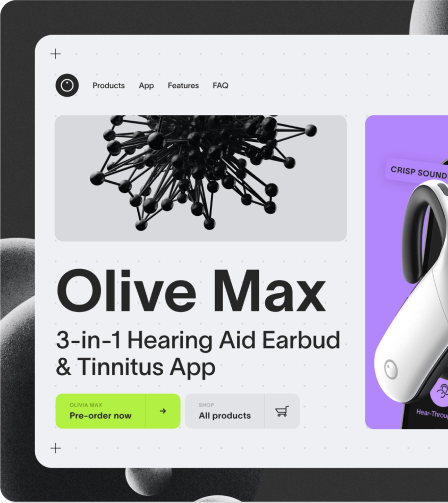 Products App Features FAQ
CRISP SOUND
Olive Max
3-in-1 Hearing Aid Earbud
& Tinnitus App
OLIVIA MAX
Pre-order now
SHOP
All products